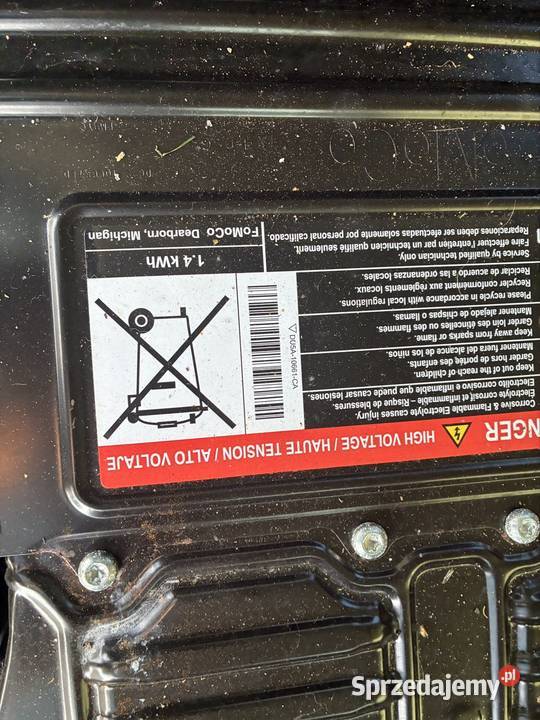 NGER HIGH VOLTAGE / HAUTE TENSION / ALTO VOLTAJE
Corrosive & Flammable Electrolyte causes injury.
Électrolyte corrosif et inflammable – Risque de blessures.
Electrolito corrosivo e inflamable que puede causar lesiones
Keep out of the reach of children.
Garder hors de portée des enfants.
Mantener fuera del alcance de los niños.
Keep away from sparks or flame.
Garder loin des étincelles ou des flammes.
Mantener alejado de chispas o llamas.
Please recycle in accordance with local regulations.
Recycler conformément aux règlements locaux.
Reciclar de acuerdo a las ordenanzas locales.
Service by qualified technician only.
Faire effectuer l'entretien par un technicien qualifié seulement.
Reparaciones deben ser efectuadas solamente por personal calificado.
1.4 kWh
FoMoCo Dearborn, Michigan
Sprzedajemy.pl